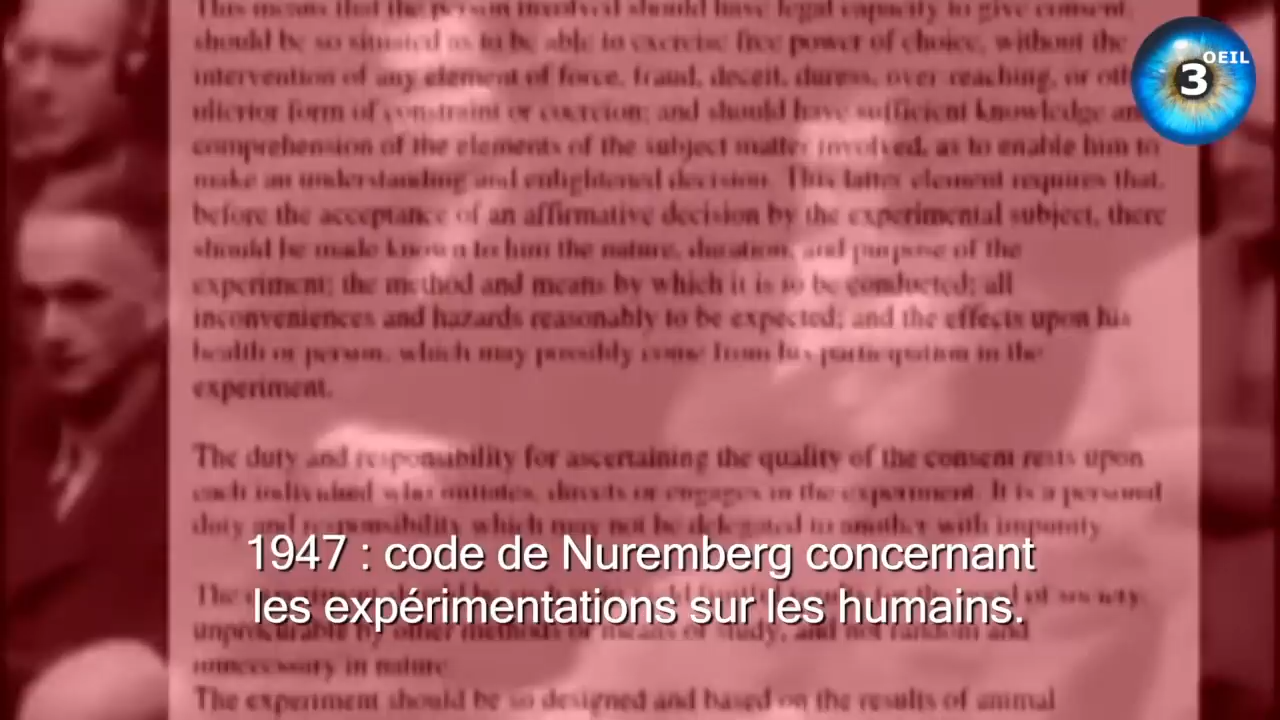 This means that the person involved should have legal capacity to give consent,
should be so situated as to be able to exercise free power of choice, without the
intervention of any element of force, fraud, deceit, duress, over reaching, or
ulterior form of constraint or coercion; and should have sufficient knowledge
comprehension of the elements of the subject matter involved, as to enable him to
make an understanding and enlightened decision. This latter element requires that,
before the acceptance of an affirmative decision by the experimental subject, there
should be made known to him the nature, duration, and purpose of the
experiment; the method and means by which it is to be conducted; all
inconveniences and hazards reasonably to be expected; and the effects upon his
health or person, which may possibly come from his participation in the
experiment.
The duty and responsibility for ascertaining the quality of the consent rests upon
each individual who initiates, directs or engages in the experiment. It is a personal
duty and responsibility which may not be delegated to another with impunity
1947 : code de Nuremberg concernant
les expérimentations sur les humains.
The of society,
unprocurable by other methods or means of study, and not random and
unnecessary in nature
The experiment should be so designed and based on the results of animal
OEIL
3